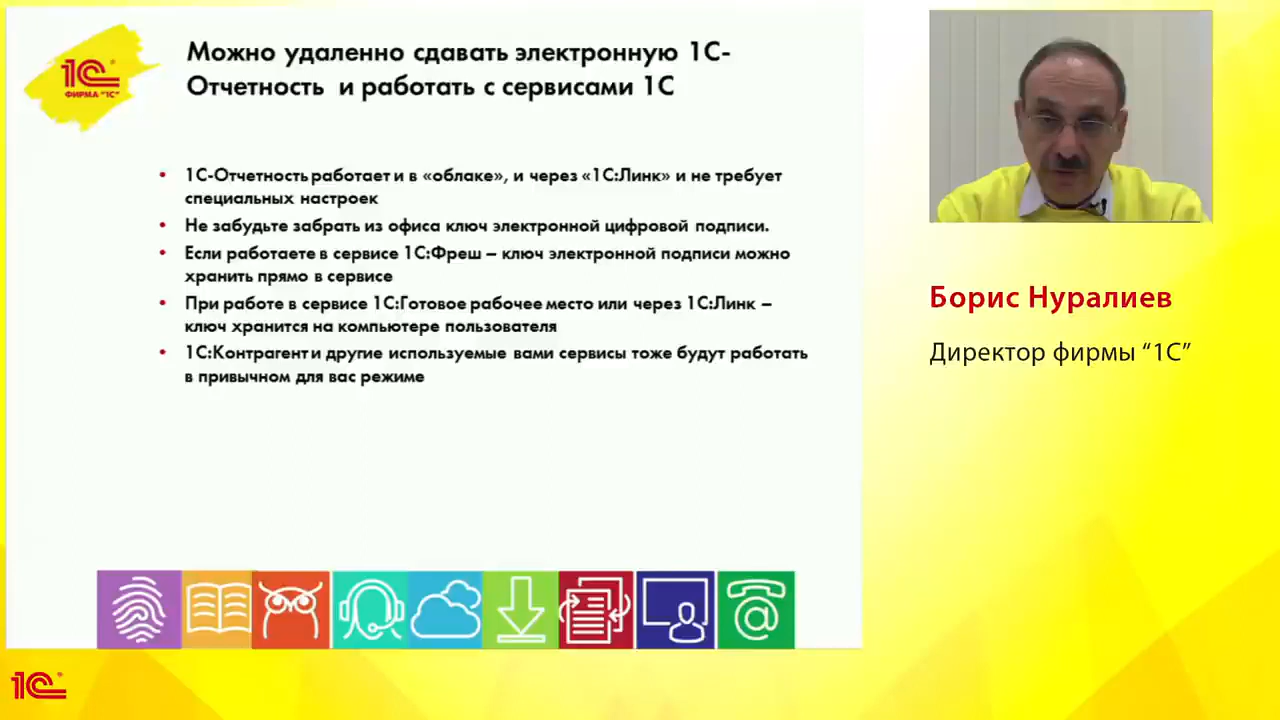 1С
ФИРМА "1С"
Можно удаленно сдавать электронную 1С-
Отчетность и работать с сервисами 1С
• 1С-Отчетность работает и в «облаке», и через «1С:Линк» и не требует
специальных настроек
• Не забудьте забрать из офиса ключ электронной цифровой подписи.
• Если работаете в сервисе 1С:Фреш – ключ электронной подписи можно
хранить прямо в сервисе
• При работе в сервисе 1С:Готовое рабочее место или через 1С:Линк –
ключ хранится на компьютере пользователя
• 1С:Контрагент и другие используемые вами сервисы тоже будут работать
в привычном для вас режиме
Борис Нуралиев
Директор фирмы “1С”
@
1С